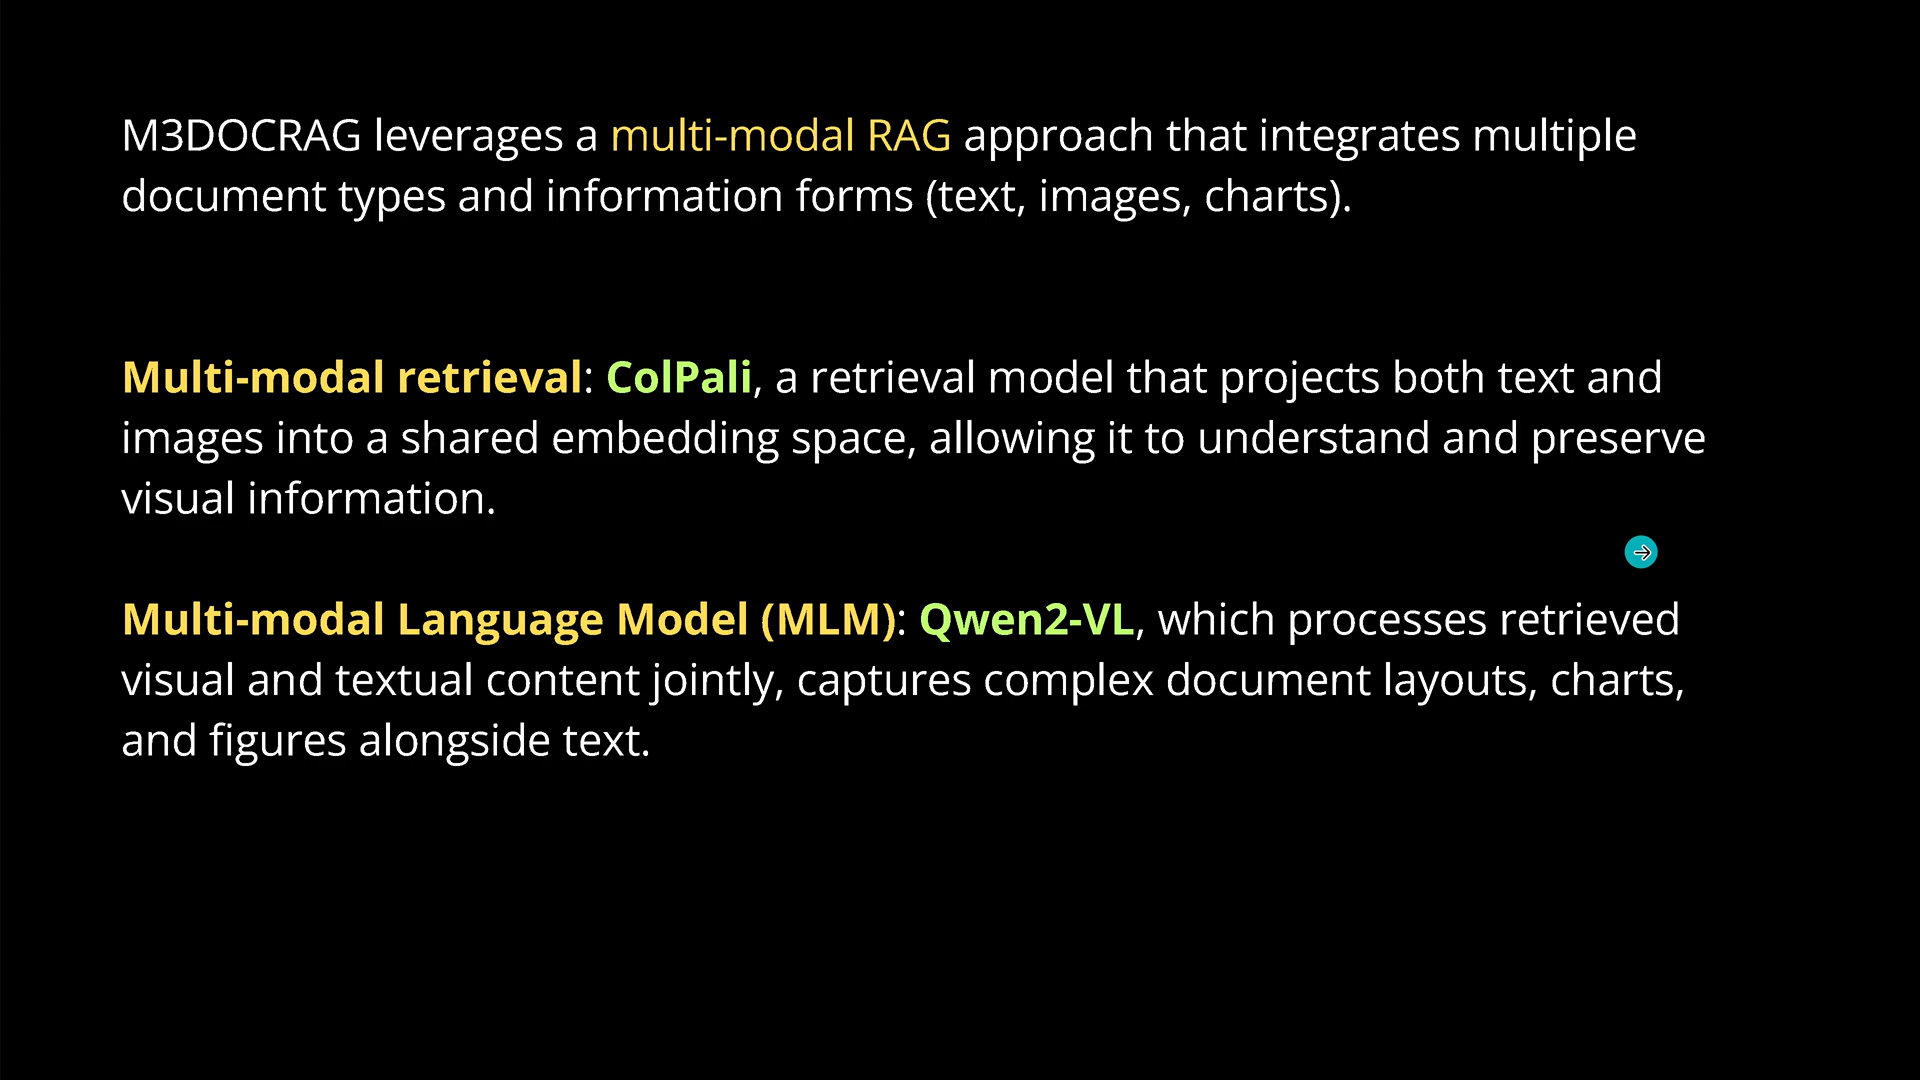 M3DOCRAG leverages a multi-modal RAG approach that integrates multiple
document types and information forms (text, images, charts).
Multi-modal retrieval: ColPali, a retrieval model that projects both text and
images into a shared embedding space, allowing it to understand and preserve
visual information.
Multi-modal Language Model (MLM): Qwen2-VL, which processes retrieved
visual and textual content jointly, captures complex document layouts, charts,
and figures alongside text.